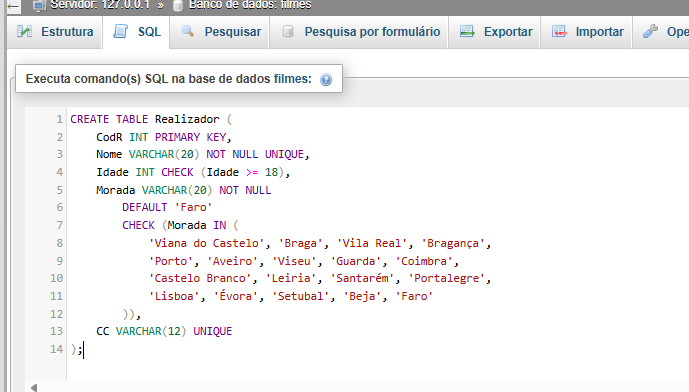 Servidor: 127.0.0.1 » Banco de dados: filmes
Estrutura SQL Pesquisar Pesquisa por formulário Exportar Importar Ope
Executa comando(s) SQL na base de dados filmes:
1 CREATE TABLE Realizador (
2 CodR INT PRIMARY KEY,
3 Nome VARCHAR(20) NOT NULL UNIQUE,
4 Idade INT CHECK (Idade >= 18),
5 Morada VARCHAR(20) NOT NULL
6 DEFAULT 'Faro'
7 CHECK (Morada IN (
8 'Viana do Castelo', 'Braga', 'Vila Real', 'Bragança',
9 'Porto', 'Aveiro', 'Viseu', 'Guarda', 'Coimbra',
10 'Castelo Branco', 'Leiria', 'Santarém', 'Portalegre',
11 'Lisboa', 'Évora', 'Setubal', 'Beja', 'Faro'
12 )),
13 CC VARCHAR(12) UNIQUE
14 );